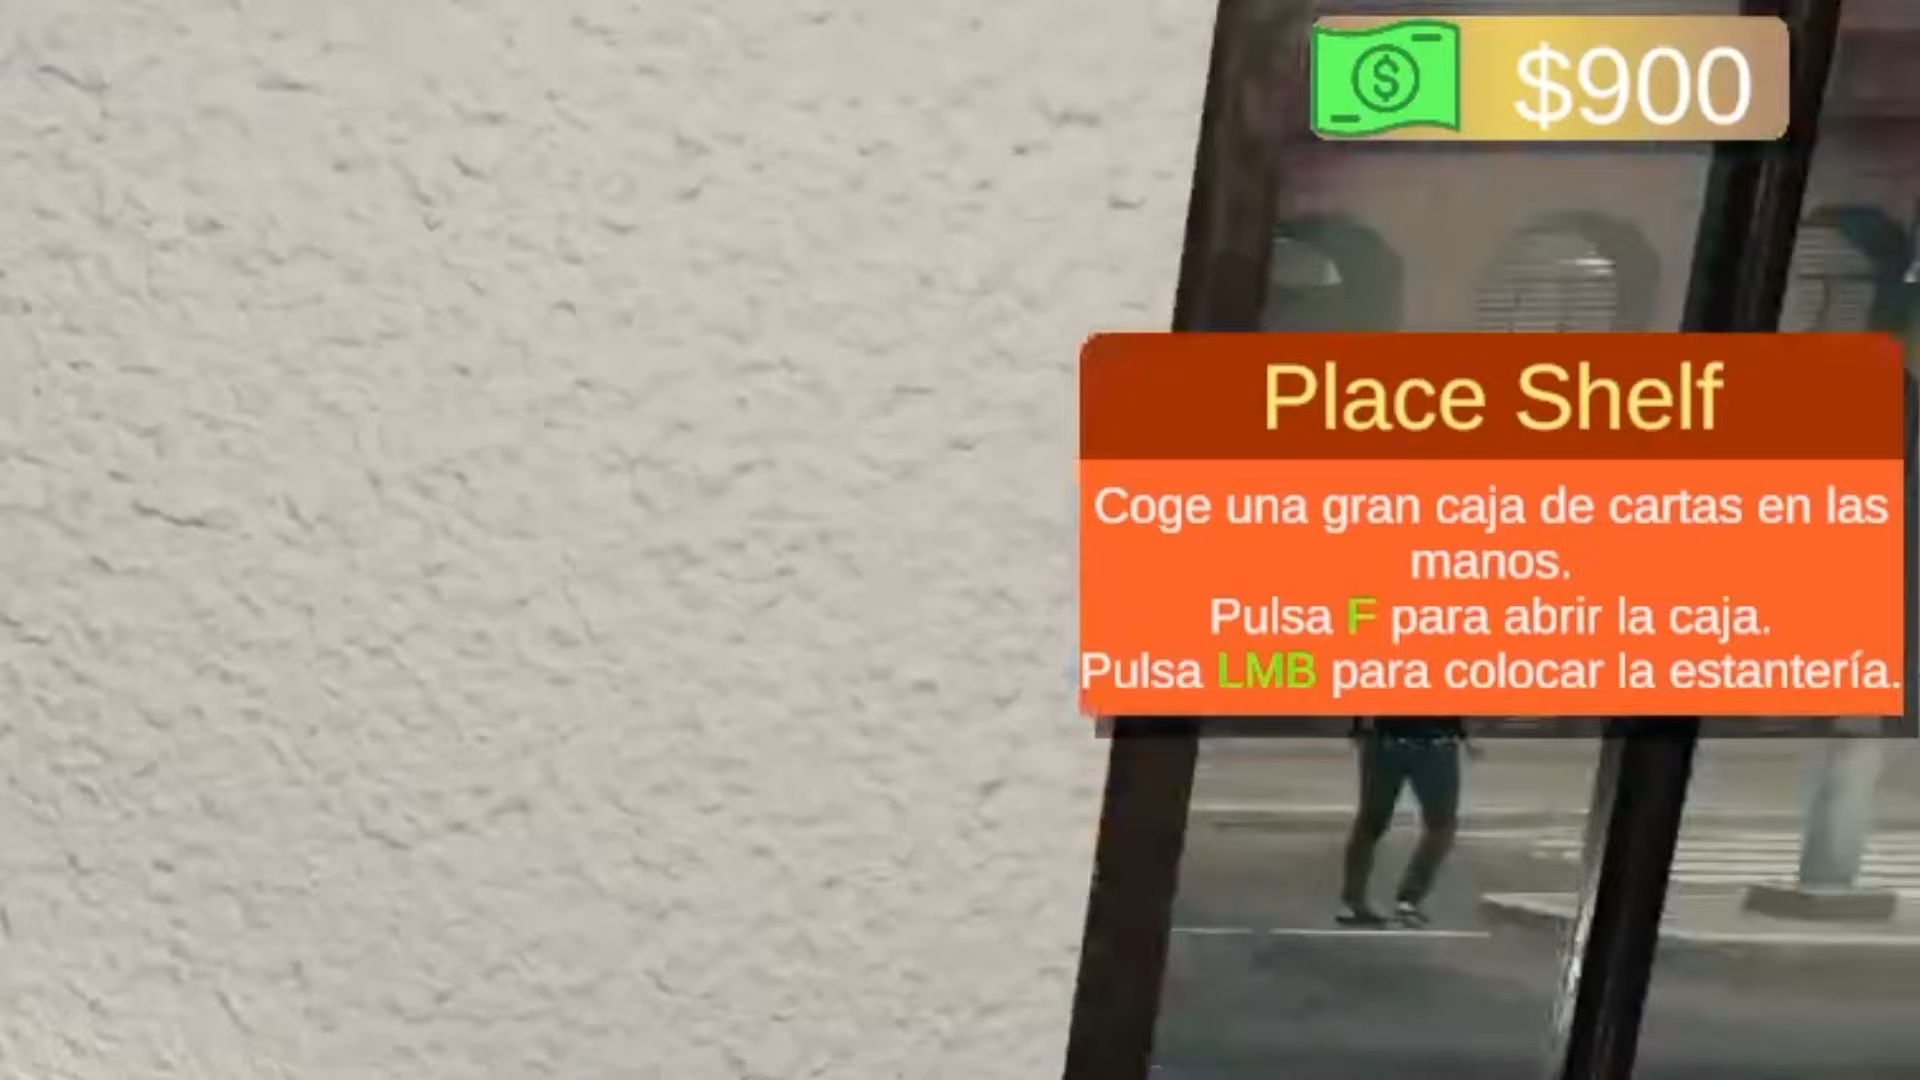 $900
Place Shelf
Coge una gran caja de cartas en las
manos.
Pulsa F para abrir la caja.
Pulsa LMB para colocar la estantería.